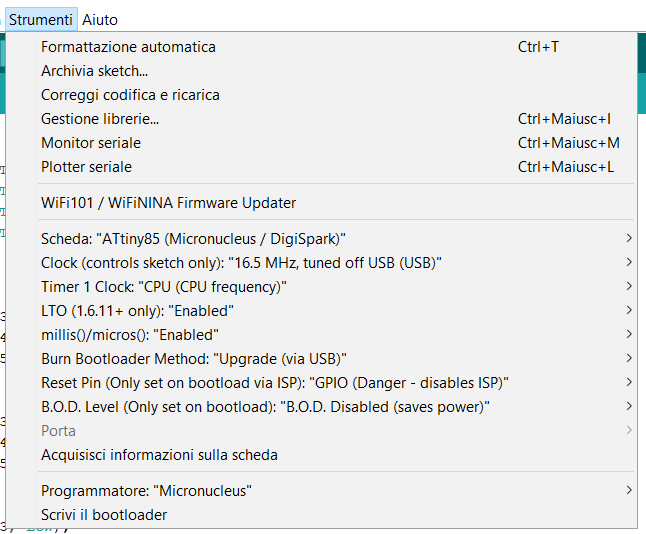 Strumenti Aiuto
Formattazione automatica Ctrl+T
Archivia sketch...
Correggi codifica e ricarica
Gestione librerie... Ctrl+Maiusc+I
Monitor seriale Ctrl+Maiusc+M
Plotter seriale Ctrl+Maiusc+L
WiFi101 / WiFiNINA Firmware Updater
Scheda: "ATtiny85 (Micronucleus / DigiSpark)"
Clock (controls sketch only): "16.5 MHz, tuned off USB (USB)"
Timer 1 Clock: "CPU (CPU frequency)"
LTO (1.6.11+ only): "Enabled"
millis()/micros(): "Enabled"
Burn Bootloader Method: "Upgrade (via USB)"
Reset Pin (Only set on bootload via ISP): "GPIO (Danger - disables ISP)"
B.O.D. Level (Only set on bootload): "B.O.D. Disabled (saves power)"
Porta
Acquisisci informazioni sulla scheda
Programmatore: "Micronucleus"
Scrivi il bootloader